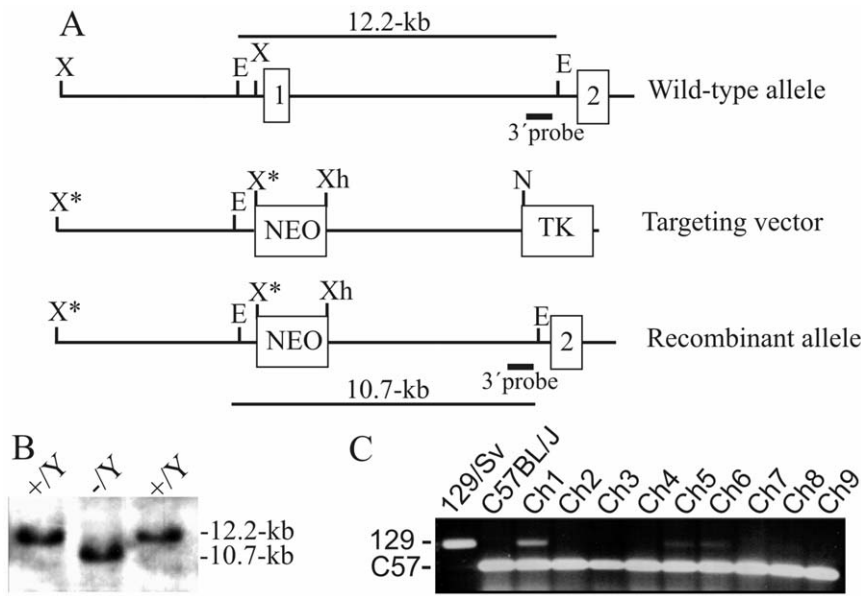 A
12.2-kb
X E X E
1 2 Wild-type allele
3´probe
X* E X* Xh N
NEO TK Targeting vector
X* E X* Xh E
NEO 2 Recombinant allele
3´probe
10.7-kb
B
+/Y -/Y +/Y
-12.2-kb
-10.7-kb
C
129/Sv C57BL/J Ch1 Ch2 Ch3 Ch4 Ch5 Ch6 Ch7 Ch8 Ch9
129 -
C57-